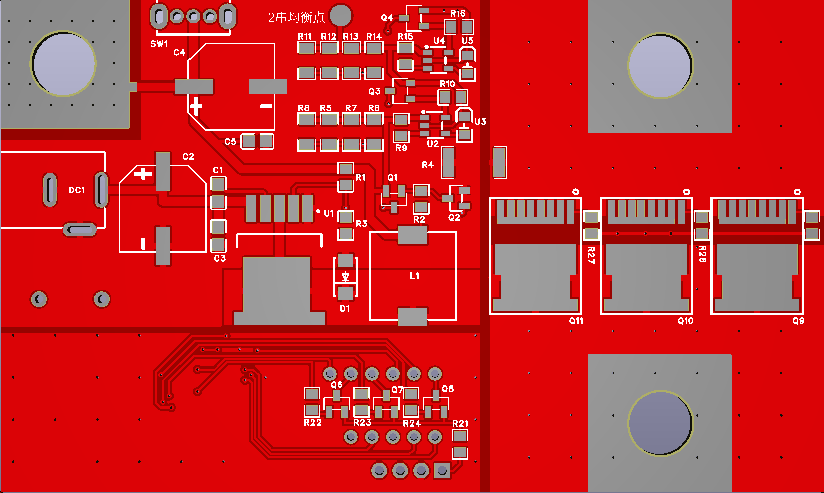 2串均衡点
Q4
R16
SW1
C4
R11
R12
R13
R14
R15
U4
U5
+
-
Q3
R10
R8
R5
R7
R6
C5
R9
U2
U3
C2
+
C1
DC1
R1
Q1
R4
U1
R2
Q2
R3
-
C3
L1
D1
R27
R28
Q11
Q10
Q9
Q6
Q7
Q8
R22
R23
R24
R21